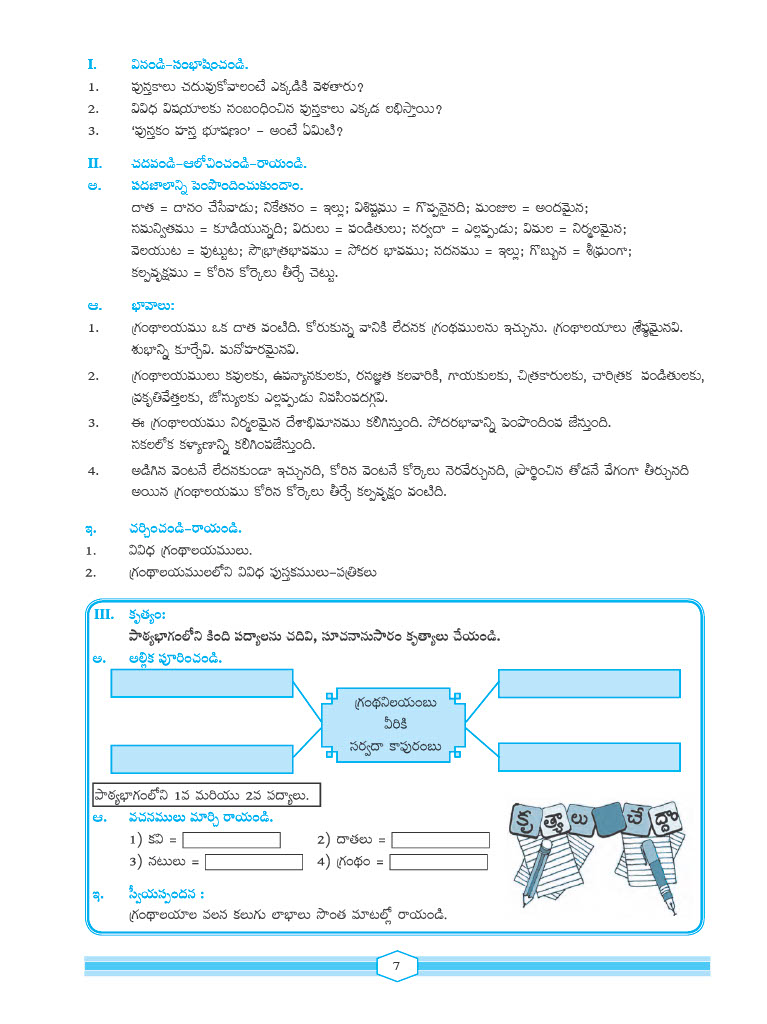 I. వినండి-సంభాషించండి.
1. పుస్తకాలు చదువుకోవాలంటే ఎక్కడికి వెళతారు?
2. వివిధ విషయాలకు సంబంధించిన పుస్తకాలు ఎక్కడ లభిస్తాయి?
3. ‘పుస్తకం హస్త భూషణం’ - అంటే ఏమిటి?
II. చదవండి-ఆలోచించండి-రాయండి.
అ. పదజాలాన్ని పెంపొందించుకుందాం.
దాత = దానం చేసేవాడు; నికేతనం = ఇల్లు; విశిష్టము = గొప్పనైనది; మంజుల = అందమైన;
సమన్వితము = కూడియున్నది; విదులు = పండితులు; సర్వదా = ఎల్లప్పుడు; విమల = నిర్మలమైన;
వెలయుట = పుట్టుట; సౌభ్రాత్రభావము = సోదర భావము; సదనము = ఇల్లు; గొబ్బున = శీఘ్రంగా;
కల్పవృక్షము = కోరిన కోర్కెలు తీర్చే చెట్టు.
ఆ. భావాలు:
1. గ్రంథాలయము ఒక దాత వంటిది. కోరుకున్న వానికి లేదనక గ్రంథములను ఇచ్చును. గ్రంథాలయాలు శ్రేష్ఠమైనవి.
శుభాన్ని కూర్చేవి. మనోహరమైనవి.
2. గ్రంథాలయములు కవులకు, ఉపన్యాసకులకు, రసజ్ఞత కలవారికి, గాయకులకు, చిత్రకారులకు, చారిత్రక పండితులకు,
ప్రకృతివేత్తలకు, జోస్యులకు ఎల్లప్పుడు నివసింపదగ్గవి.
3. ఈ గ్రంథాలయము నిర్మలమైన దేశాభిమానము కలిగిస్తుంది. సోదరభావాన్ని పెంపొందింప జేస్తుంది.
సకలలోక కళ్యాణాన్ని కలిగింపజేస్తుంది.
4. అడిగిన వెంటనే లేదనకుండా ఇచ్చునది, కోరిన వెంటనే కోర్కెలు నెరవేర్చునది, ప్రార్థించిన తోడనే వేగంగా తీర్చునది
అయిన గ్రంథాలయము కోరిన కోర్కెలు తీర్చే కల్పవృక్షం వంటిది.
ఇ. చర్చించండి-రాయండి.
1. వివిధ గ్రంథాలయములు.
2. గ్రంథాలయములలోని వివిధ పుస్తకములు-పత్రికలు
III. కృత్యం:
పాఠ్యభాగంలోని కింది పద్యాలను చదివి, సూచనానుసారం కృత్యాలు చేయండి.
అ. అల్లిక పూరించండి.
గ్రంథనిలయంబు
వీరికి
సర్వదా కాపురంబు
పాఠ్యభాగంలోని 1వ మరియు 2వ పద్యాలు.
ఆ. వచనములు మార్చి రాయండి.
1) కవి = 2) దాతలు =
3) నటులు = 4) గ్రంథం =
కృత్యాలు చేద్దాం
ఇ. స్వీయస్పందన :
గ్రంథాలయాల వలన కలుగు లాభాలు సొంత మాటల్లో రాయండి.
7